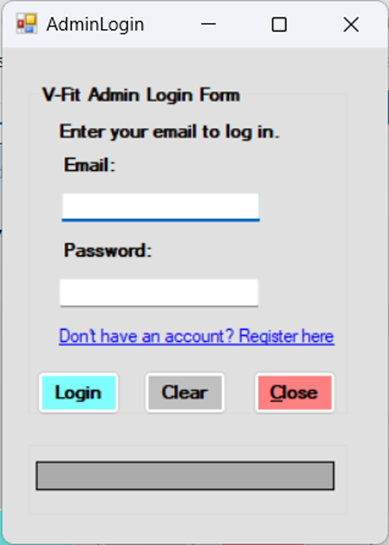 AdminLogin
V-Fit Admin Login Form
Enter your email to log in.
Email:
Password:
Don't have an account? Register here
Login Clear Close